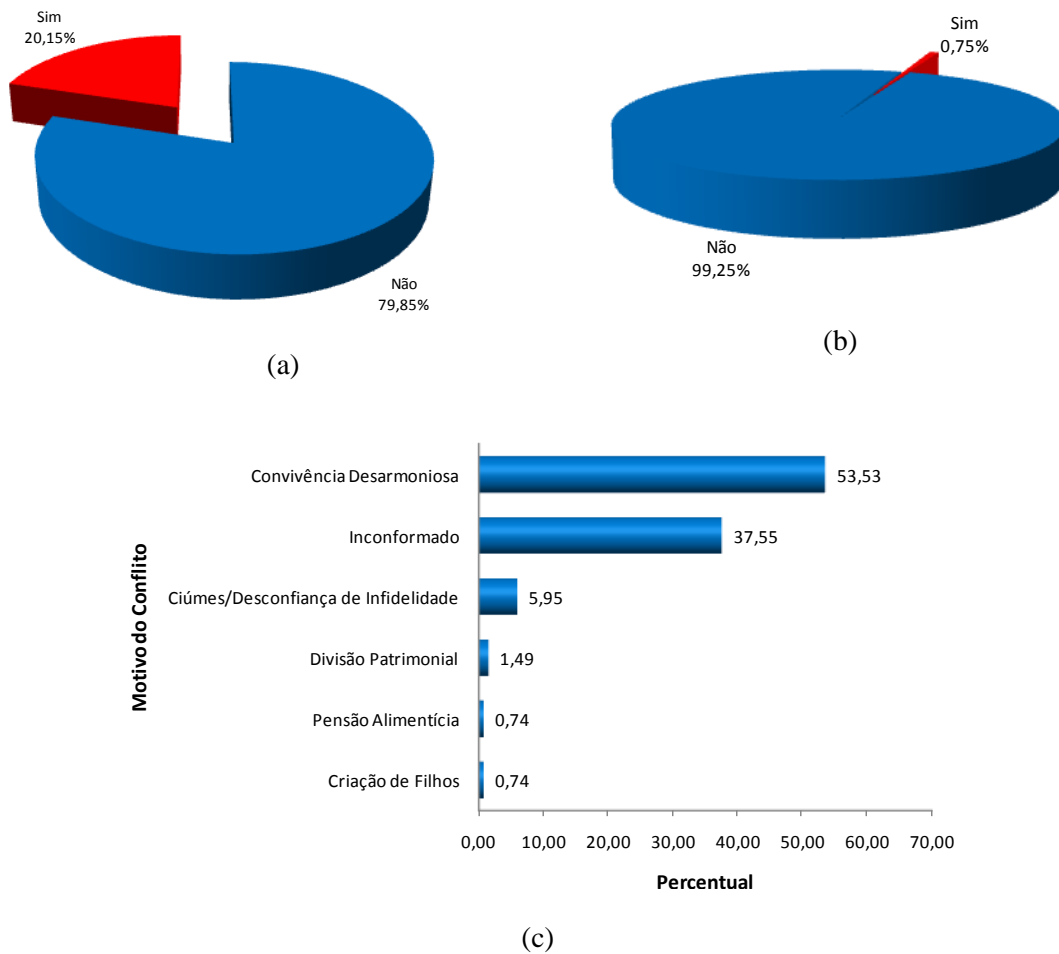 Sim
20,15%
Não
79,85%
(a)
Sim
0,75%
Não
99,25%
(b)
Motivo do Conflito
Convivência Desarmoniosa
53,53
Inconformado
37,55
Ciúmes/Desconfiança de Infidelidade
5,95
Divisão Patrimonial
1,49
Pensão Alimentícia
0,74
Criação de Filhos
0,74
0,00 10,00 20,00 30,00 40,00 50,00 60,00 70,00
Percentual
(c)